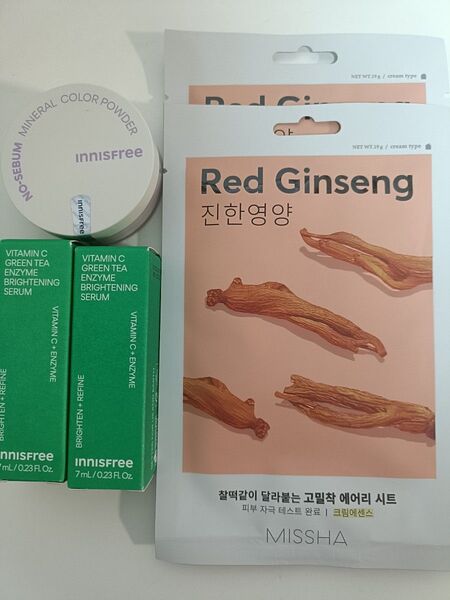 NO·SEBUM MINERAL COLOR POWDER
INNISFREE
INNISFREE
NET WT.19g / cream type
Red Ginseng
NET WT.19g / cream type
Red Ginseng
진한영양
찰떡같이 달라붙는 고밀착 에어리 시트
피부 자극 테스트 완료 | 크림에센스
MISSHA
VITAMIN C
GREEN TEA
ENZYME
BRIGHTENING
SERUM
VITAMIN C + ENZYME
BRIGHTEN + REFINE
INNISFREE
7 mL / 0.23 Fl. Oz.
VITAMIN C
GREEN TEA
ENZYME
BRIGHTENING
SERUM
VITAMIN C + ENZYME
BRIGHTEN + REFINE
INNISFREE
7 mL / 0.23 Fl. Oz.